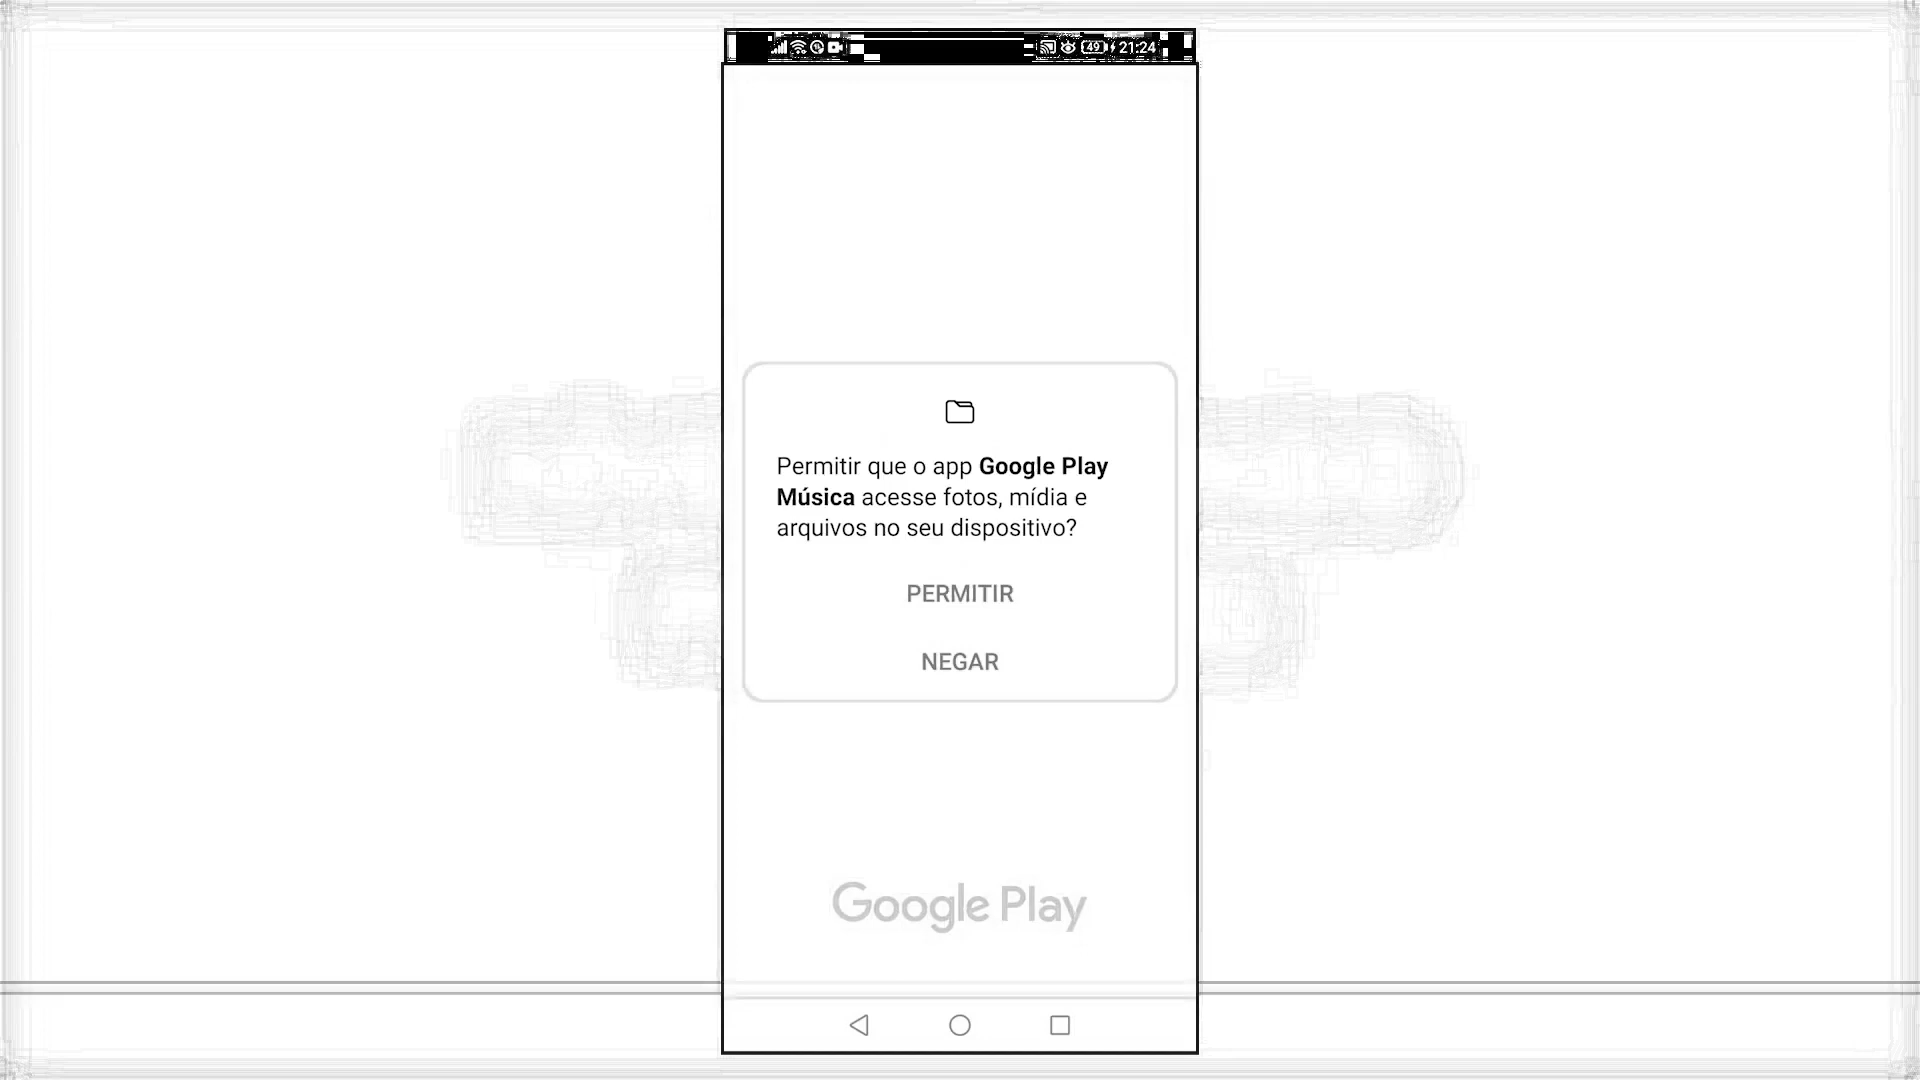 49 21:24
Permitir que o app Google Play
Música acesse fotos, mídia e
arquivos no seu dispositivo?
PERMITIR
NEGAR
Google Play